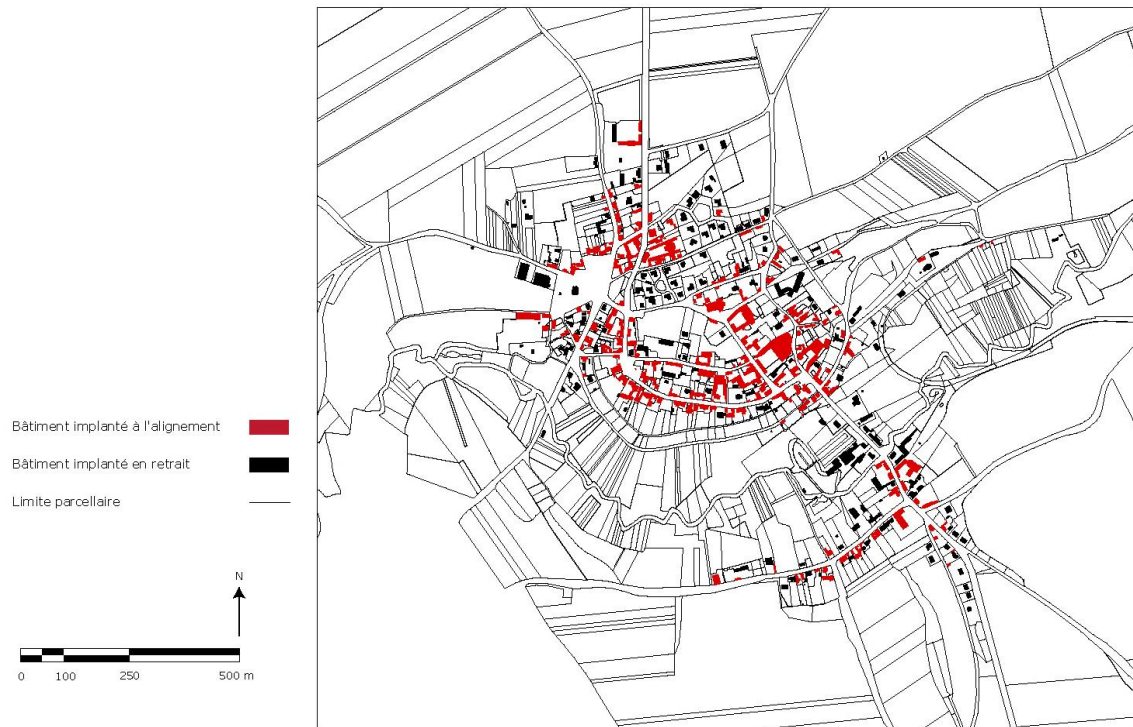 Bâtiment implanté à l'alignement
Bâtiment implanté en retrait
Limite parcellaire
N
0 100 250 500 m